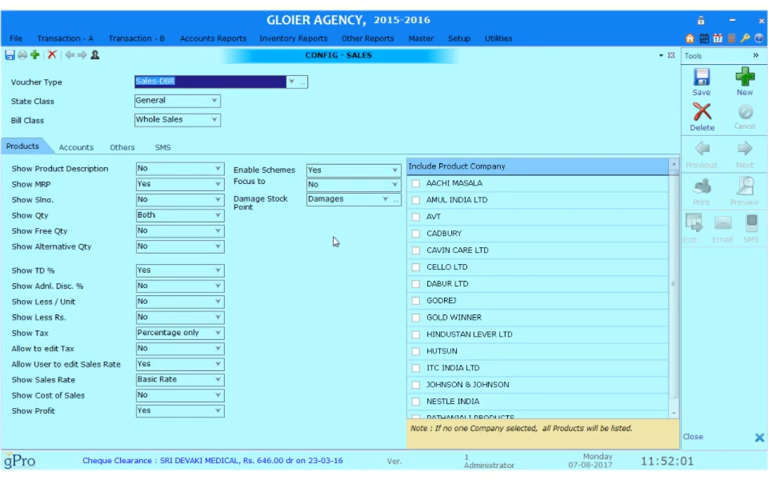 GLOIER AGENCY, 2015-2016
File Transaction - A Transaction - B Accounts Reports Inventory Reports Other Reports Master Setup Utilities
CONFIG - SALES
Tools
Voucher Type Sales-DBR
State Class General
Bill Class Whole Sales
Save New
Delete Cancel
Previous Next
Print Preview
Exp. Email SMS
Products Accounts Others SMS
Show Product Description No
Show MRP Yes
Show Slno. No
Show Qty Both
Show Free Qty No
Show Alternative Qty No
Show TD % Yes
Show Adnl. Disc. % No
Show Less / Unit No
Show Less Rs. No
Show Tax Percentage only
Allow to edit Tax No
Allow User to edit Sales Rate Yes
Show Sales Rate Basic Rate
Show Cost of Sales No
Show Profit Yes
Enable Schemes Yes
Focus to No
Damage Stock Point Damages
Include Product Company
AACHI MASALA
AMUL INDIA LTD
AVT
CADBURY
CAVIN CARE LTD
CELLO LTD
DABUR LTD
GODREJ
GOLD WINNER
HINDUSTAN LEVER LTD
HUTSUN
ITC INDIA LTD
JOHNSON & JOHNSON
NESTLE INDIA
PATHANJALI PRODUCTS
Note : If no one Company selected, all Products will be listed.
Close
gPro Cheque Clearance : SRI DEVAKI MEDICAL, Rs. 646.00 dr on 23-03-16 Ver. 1 Administrator Monday 07-08-2017 11:52:01